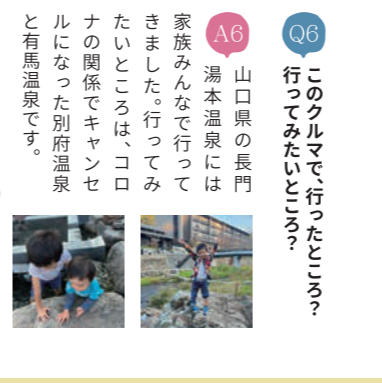 Q6
このクルマで、行ったところ？
行ってみたいところ？
A6
山口県の長門
湯本温泉には
家族みんなで行って
きました。行ってみ
たいところは、コロ
ナの関係でキャンセ
ルになった別府温泉
と有馬温泉です。